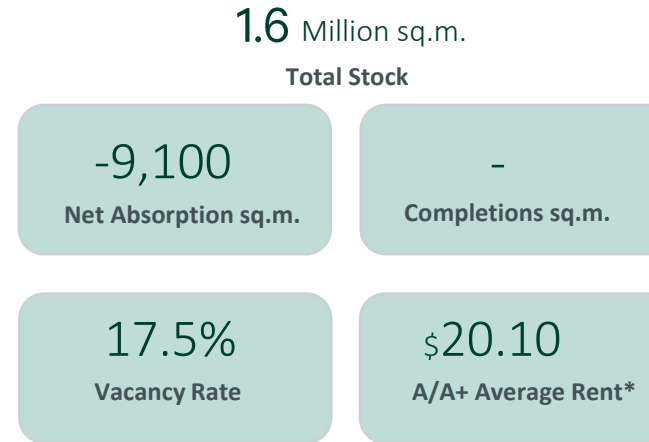 1.6 Million sq.m.
Total Stock
-9,100
Net Absorption sq.m.
-
Completions sq.m.
17.5%
Vacancy Rate
$20.10
A/A+ Average Rent*